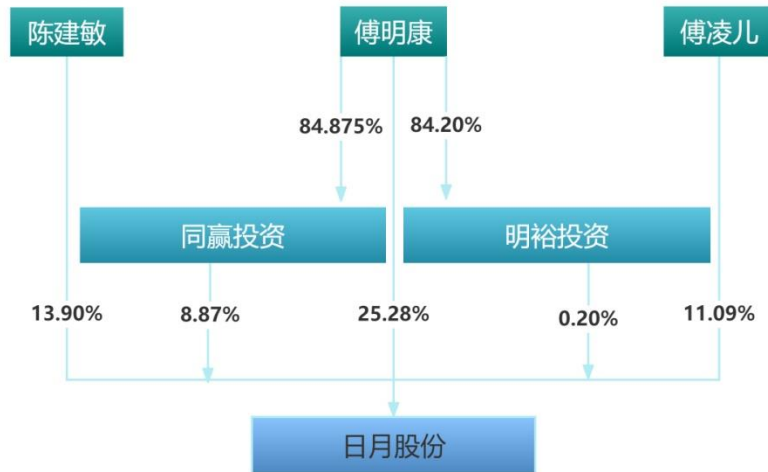 陈建敏
傅明康
傅凌儿
84.875%
84.20%
同赢投资
明裕投资
13.90%
8.87%
25.28%
0.20%
11.09%
日月股份